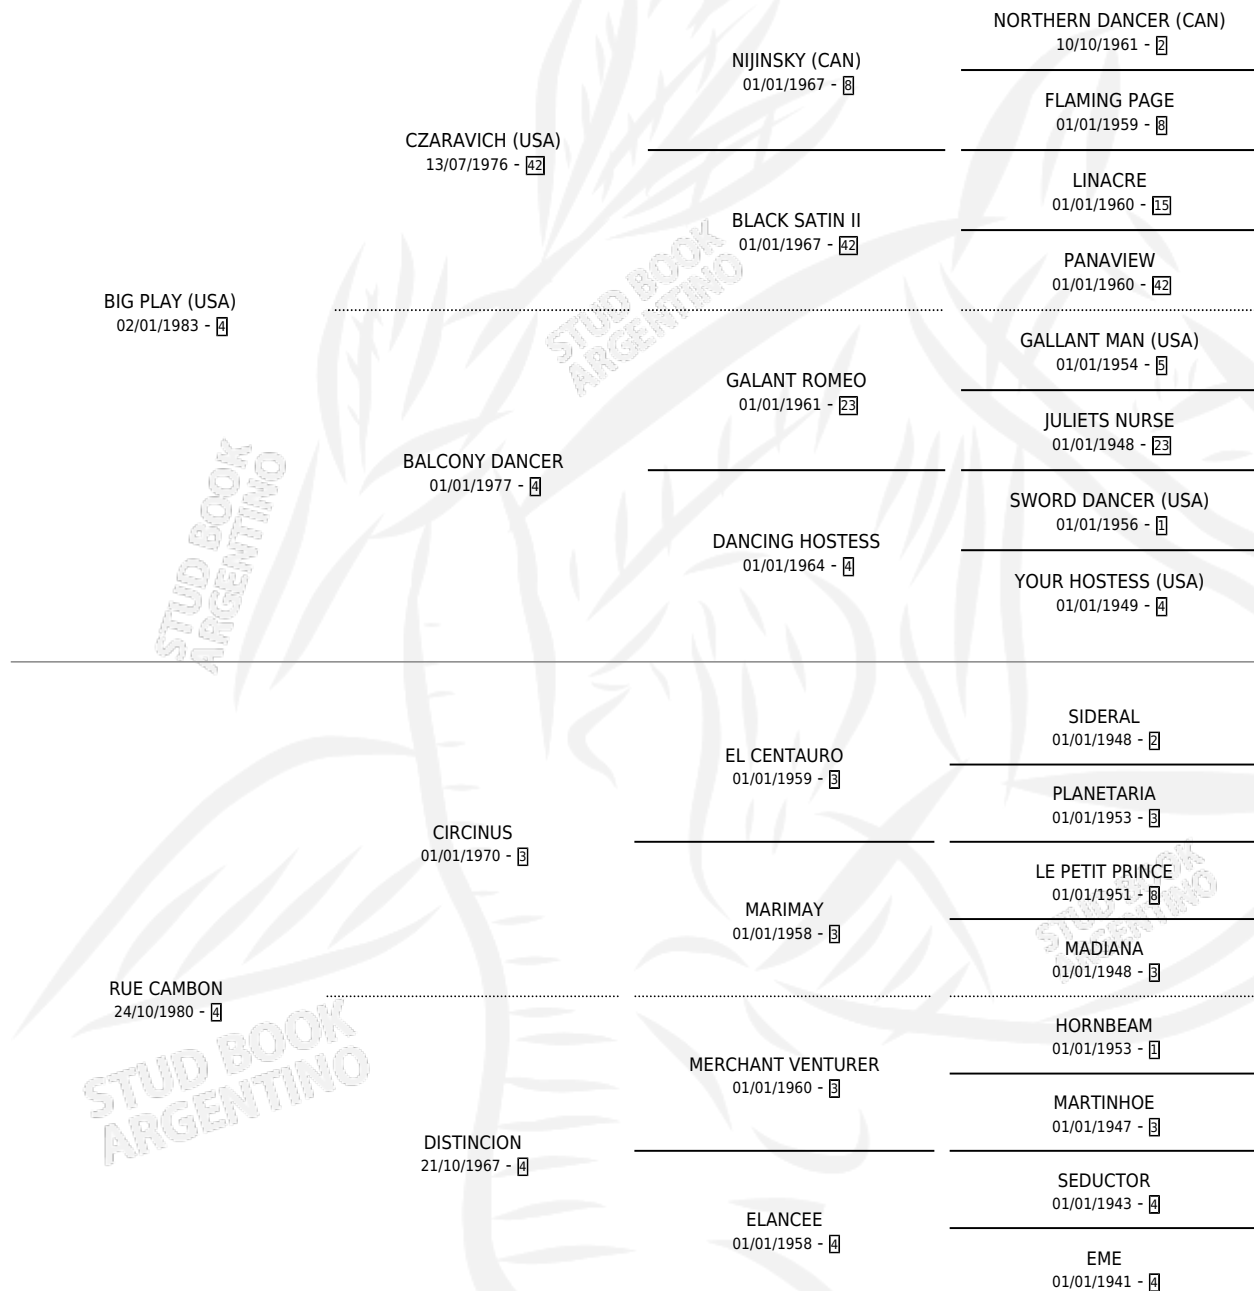 NORTHERN DANCER (CAN)
10/10/1961 - 2
NIJINSKY (CAN)
01/01/1967 - 8
FLAMING PAGE
01/01/1959 - 8
CZARAVICH (USA)
13/07/1976 - 42
LINACRE
01/01/1960 - 15
BLACK SATIN II
01/01/1967 - 42
PANAVIEW
01/01/1960 - 42
BIG PLAY (USA)
02/01/1983 - 4
STUD BOOK
ARGENTINO
GALLANT MAN (USA)
01/01/1954 - 5
GALANT ROMEO
01/01/1961 - 23
JULIETS NURSE
01/01/1948 - 23
BALCONY DANCER
01/01/1977 - 4
SWORD DANCER (USA)
01/01/1956 - 1
DANCING HOSTESS
01/01/1964 - 4
YOUR HOSTESS (USA)
01/01/1949 - 4
STUD BOOK
ARGENTINO
SIDERAL
01/01/1948 - 2
EL CENTAURO
01/01/1959 - 3
PLANETARIA
01/01/1953 - 3
CIRCINUS
01/01/1970 - 3
LE PETIT PRINCE
01/01/1951 - 8
MARIMAY
01/01/1958 - 3
MADIANA
01/01/1948 - 3
STUD BOOK
ARGENTINO
RUE CAMBON
24/10/1980 - 4
HORNBEAM
01/01/1953 - 1
MERCHANT VENTURER
01/01/1960 - 3
MARTINHOE
01/01/1947 - 3
STUD BOOK
ARGENTINO
DISTINCION
21/10/1967 - 4
SEDUCTOR
01/01/1943 - 4
ELANCEE
01/01/1958 - 4
EME
01/01/1941 - 4